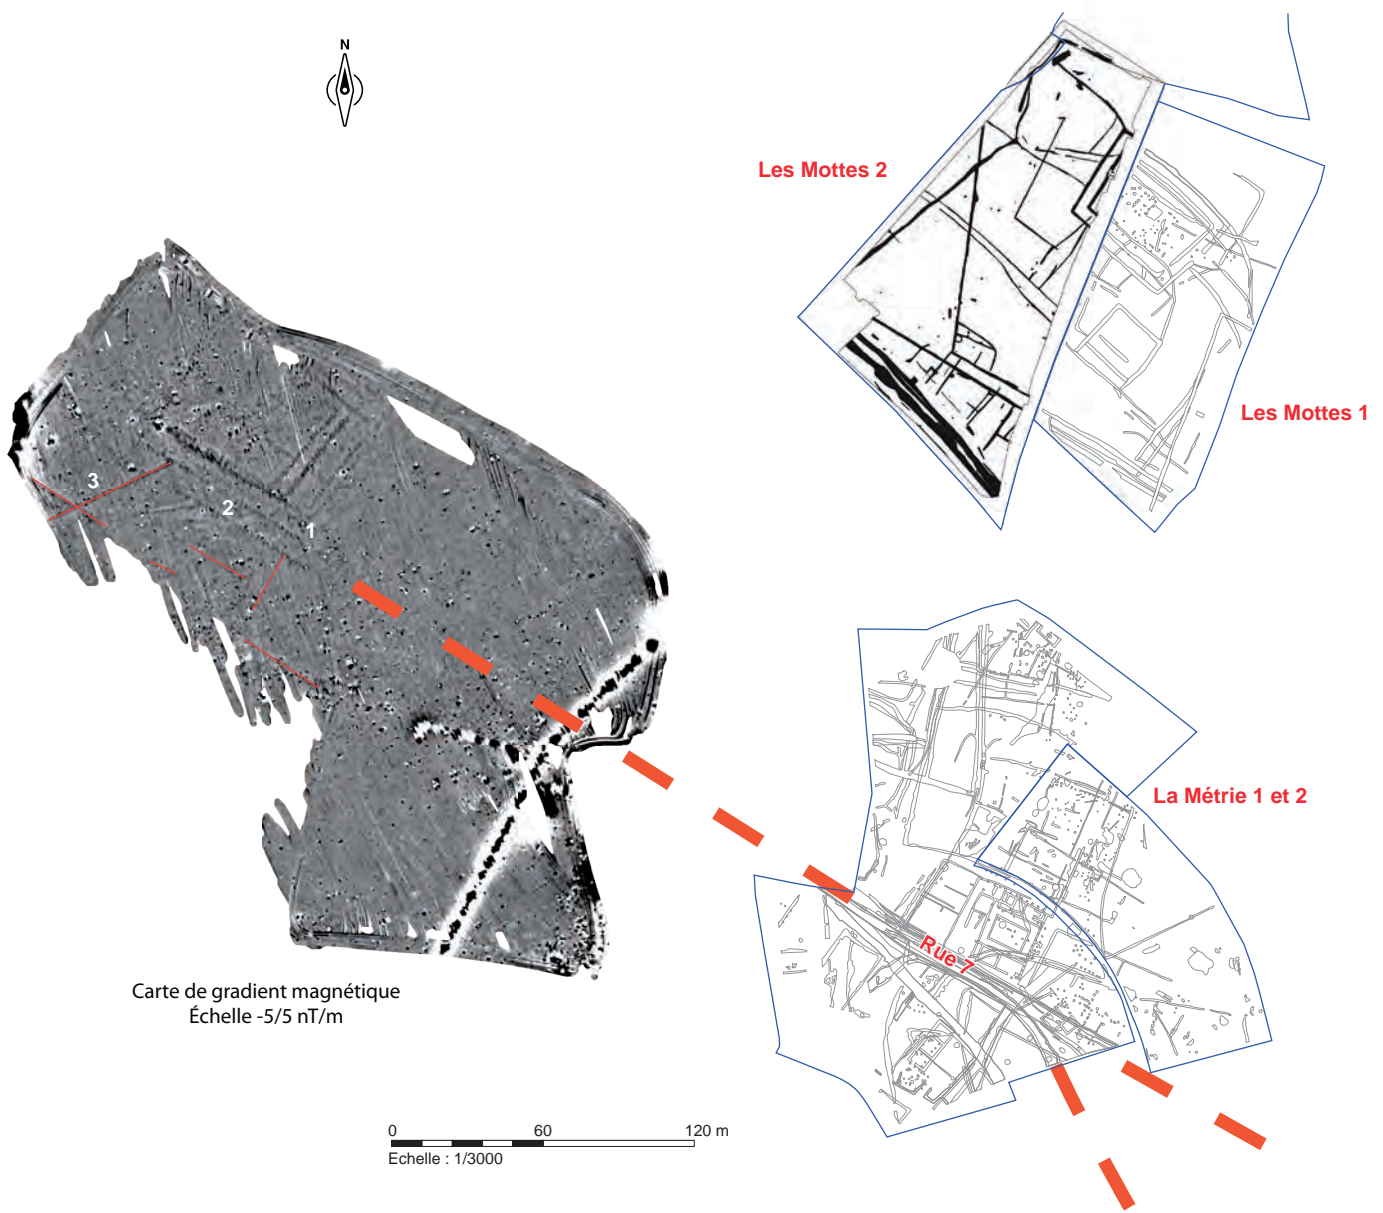 N
Les Mottes 2
Les Mottes 1
3
2
1
La Métrie 1 et 2
Rue 7
Carte de gradient magnétique
Échelle -5/5 nT/m
0 60 120 m
Echelle : 1/3000